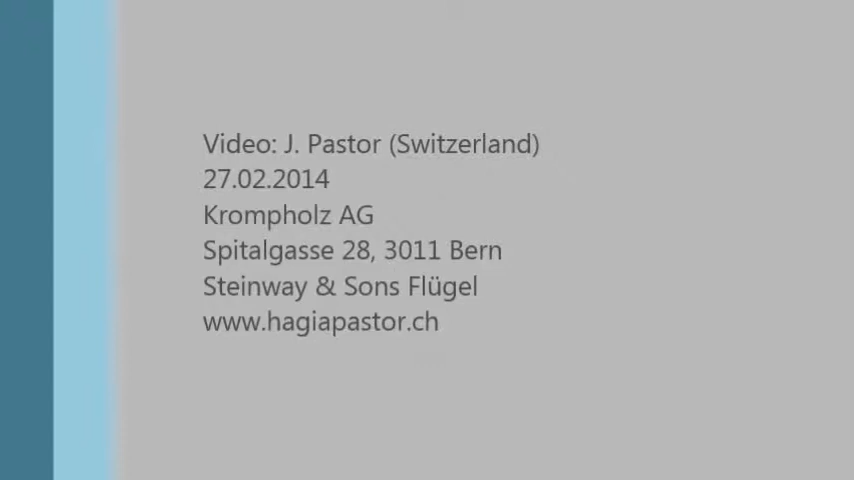 Video: J. Pastor (Switzerland)
27.02.2014
Krompholz AG
Spitalgasse 28, 3011 Bern
Steinway & Sons Flügel
www.hagiapastor.ch